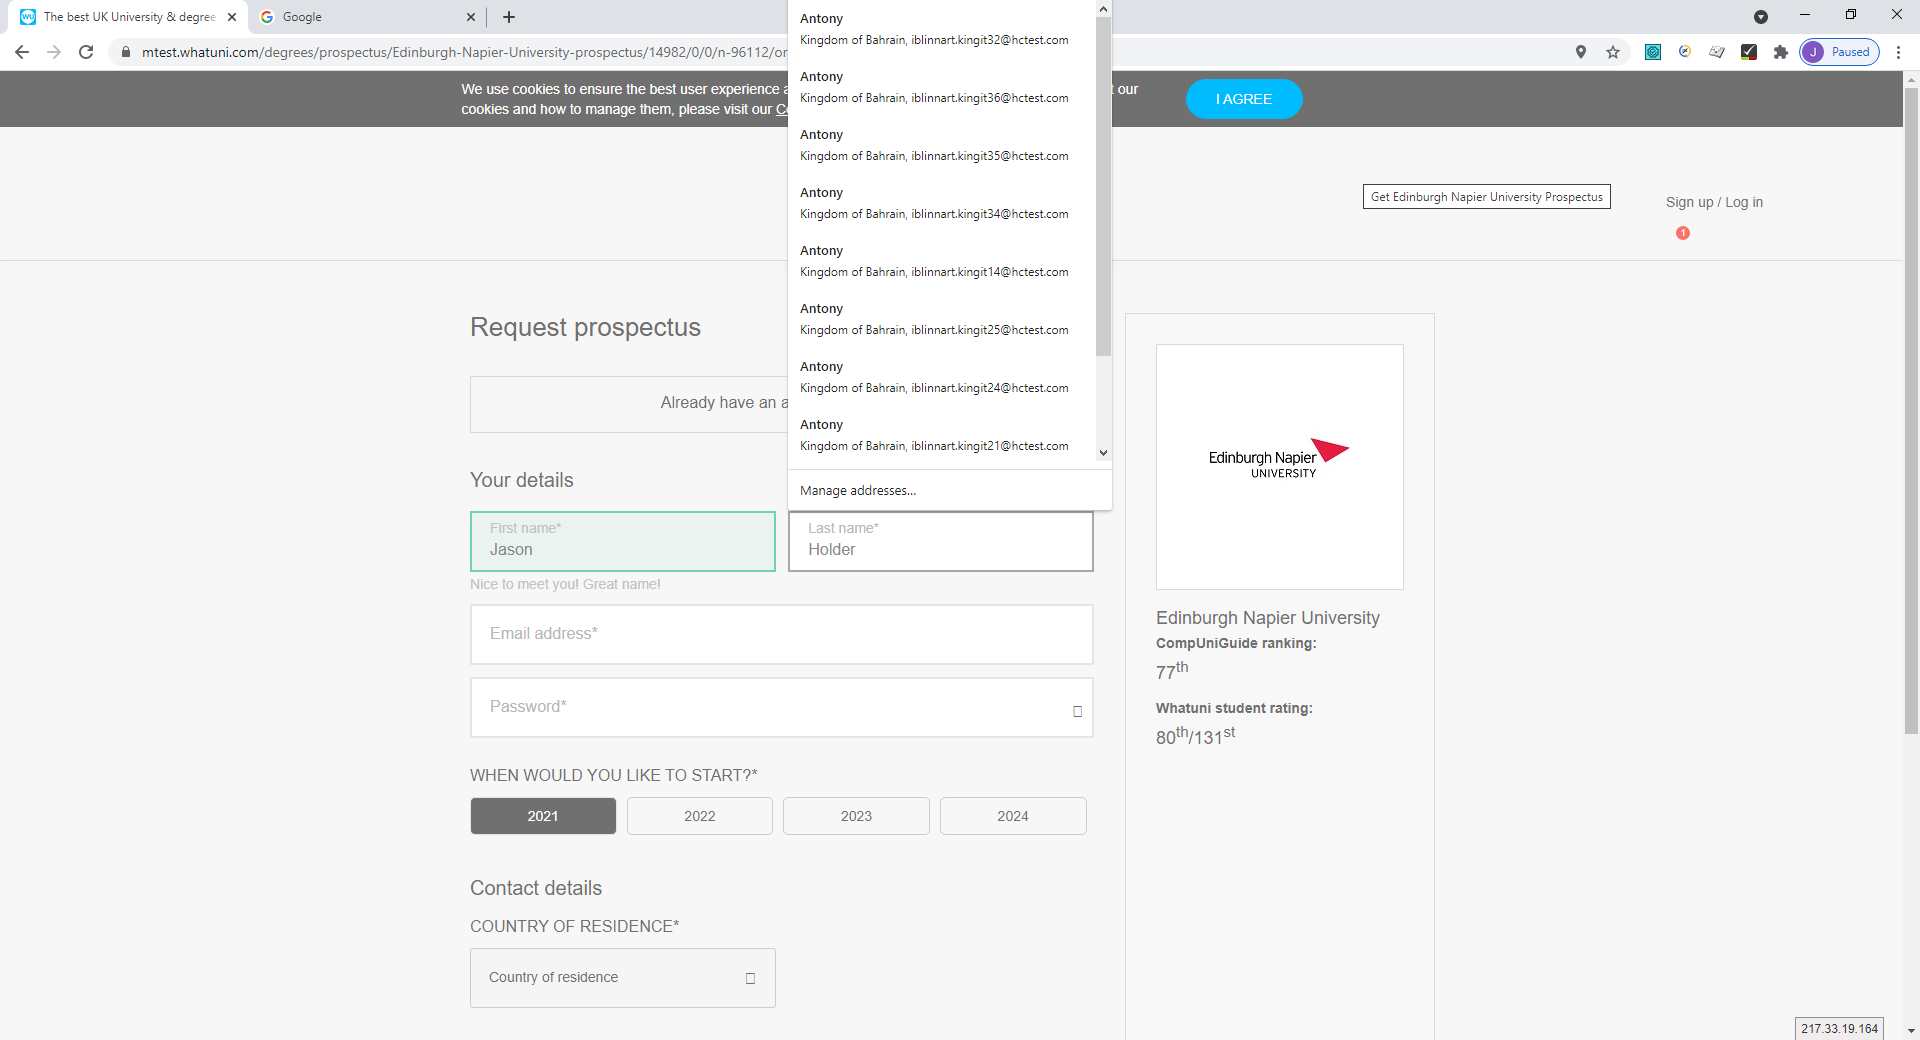 The best UK University & degree
Google
mtest.whatuni.com/degrees/prospectus/Edinburgh-Napier-University-prospectus/14982/0/0/n-96112/or
J Paused
We use cookies to ensure the best user experience
t our
cookies and how to manage them, please visit our
I AGREE
Antony
Kingdom of Bahrain, iblinnart.kingit32@hctest.com
Antony
Kingdom of Bahrain, iblinnart.kingit36@hctest.com
Antony
Kingdom of Bahrain, iblinnart.kingit35@hctest.com
Antony
Kingdom of Bahrain, iblinnart.kingit34@hctest.com
Antony
Kingdom of Bahrain, iblinnart.kingit14@hctest.com
Antony
Kingdom of Bahrain, iblinnart.kingit25@hctest.com
Antony
Kingdom of Bahrain, iblinnart.kingit24@hctest.com
Antony
Kingdom of Bahrain, iblinnart.kingit21@hctest.com
Manage addresses...
Get Edinburgh Napier University Prospectus
Sign up / Log in
1
Request prospectus
Already have an a
Your details
First name*
Jason
Last name*
Holder
Nice to meet you! Great name!
Email address*
Password*
WHEN WOULD YOU LIKE TO START?*
2021
2022
2023
2024
Contact details
COUNTRY OF RESIDENCE*
Country of residence
Edinburgh Napier
UNIVERSITY
Edinburgh Napier University
CompUniGuide ranking:
77th
Whatuni student rating:
80th/131st
217.33.19.164